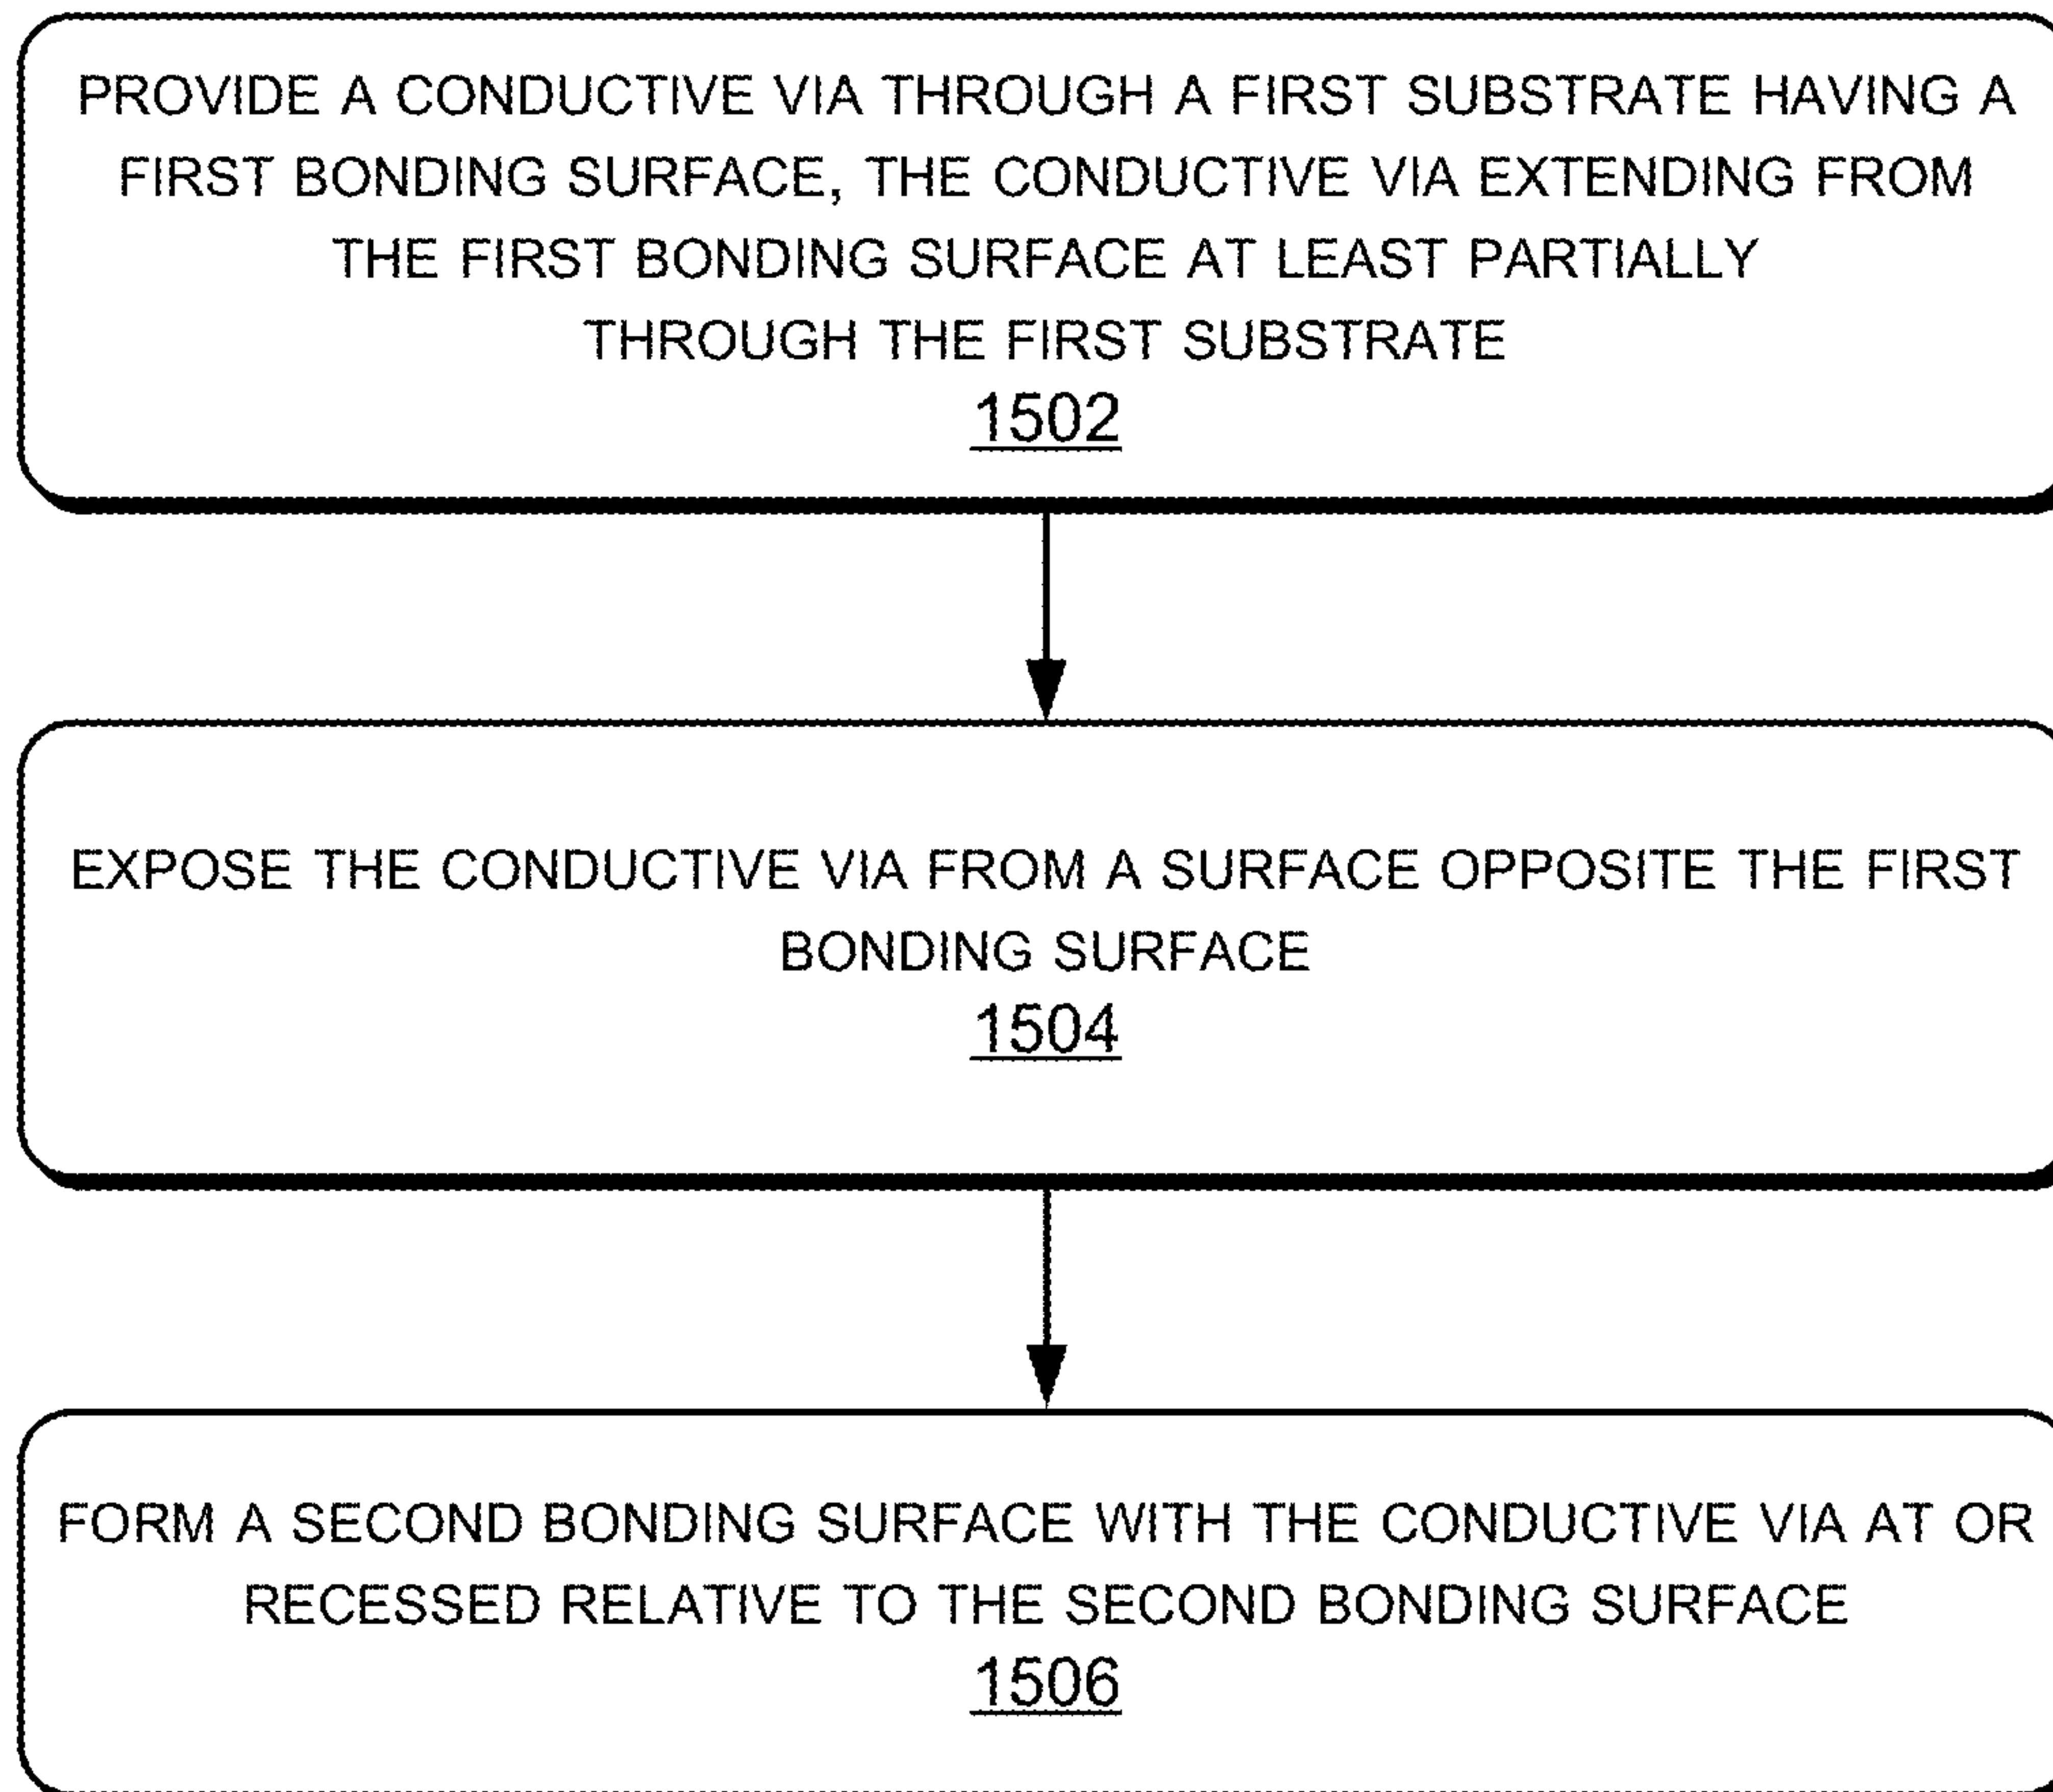 PROVIDE A CONDUCTIVE VIA THROUGH A FIRST SUBSTRATE HAVING A
FIRST BONDING SURFACE, THE CONDUCTIVE VIA EXTENDING FROM
THE FIRST BONDING SURFACE AT LEAST PARTIALLY
THROUGH THE FIRST SUBSTRATE
1502
EXPOSE THE CONDUCTIVE VIA FROM A SURFACE OPPOSITE THE FIRST
BONDING SURFACE
1504
FORM A SECOND BONDING SURFACE WITH THE CONDUCTIVE VIA AT OR
RECESSED RELATIVE TO THE SECOND BONDING SURFACE
1506